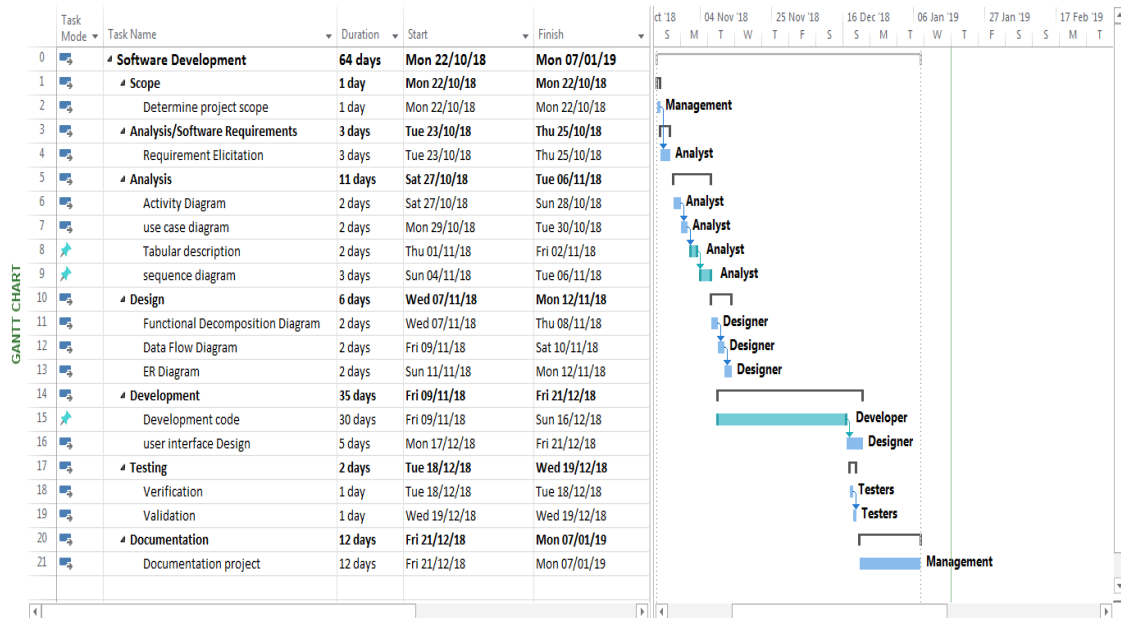 GANTT CHART
Task Mode Task Name Duration Start Finish
ct '18 04 Nov '18 25 Nov '18 16 Dec '18 06 Jan '19 27 Jan '19 17 Feb '19
S M T W T F S S M T W T F S S M T
0 Software Development 64 days Mon 22/10/18 Mon 07/01/19
1 Scope 1 day Mon 22/10/18 Mon 22/10/18
2 Determine project scope 1 day Mon 22/10/18 Mon 22/10/18 Management
3 Analysis/Software Requirements 3 days Tue 23/10/18 Thu 25/10/18
4 Requirement Elicitation 3 days Tue 23/10/18 Thu 25/10/18 Analyst
5 Analysis 11 days Sat 27/10/18 Tue 06/11/18
6 Activity Diagram 2 days Sat 27/10/18 Sun 28/10/18 Analyst
7 use case diagram 2 days Mon 29/10/18 Tue 30/10/18 Analyst
8 Tabular description 2 days Thu 01/11/18 Fri 02/11/18 Analyst
9 sequence diagram 3 days Sun 04/11/18 Tue 06/11/18 Analyst
10 Design 6 days Wed 07/11/18 Mon 12/11/18
11 Functional Decomposition Diagram 2 days Wed 07/11/18 Thu 08/11/18 Designer
12 Data Flow Diagram 2 days Fri 09/11/18 Sat 10/11/18 Designer
13 ER Diagram 2 days Sun 11/11/18 Mon 12/11/18 Designer
14 Development 35 days Fri 09/11/18 Fri 21/12/18
15 Development code 30 days Fri 09/11/18 Sun 16/12/18 Developer
16 user interface Design 5 days Mon 17/12/18 Fri 21/12/18 Designer
17 Testing 2 days Tue 18/12/18 Wed 19/12/18
18 Verification 1 day Tue 18/12/18 Tue 18/12/18 Testers
19 Validation 1 day Wed 19/12/18 Wed 19/12/18 Testers
20 Documentation 12 days Fri 21/12/18 Mon 07/01/19
21 Documentation project 12 days Fri 21/12/18 Mon 07/01/19 Management